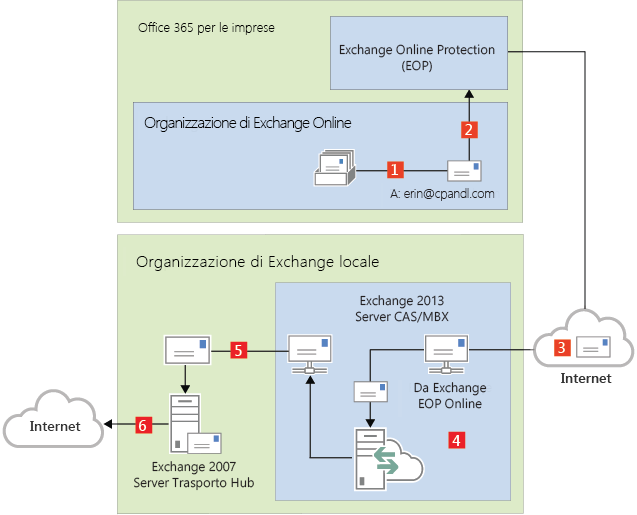 Office 365 per le imprese
Exchange Online Protection
(EOP)
Organizzazione di Exchange Online
2
1
A: erin@cpandl.com
Organizzazione di Exchange locale
Exchange 2013
Server CAS/MBX
5
3
Internet
Da Exchange
EOP Online
4
Internet
6
Exchange 2007
Server Trasporto Hub